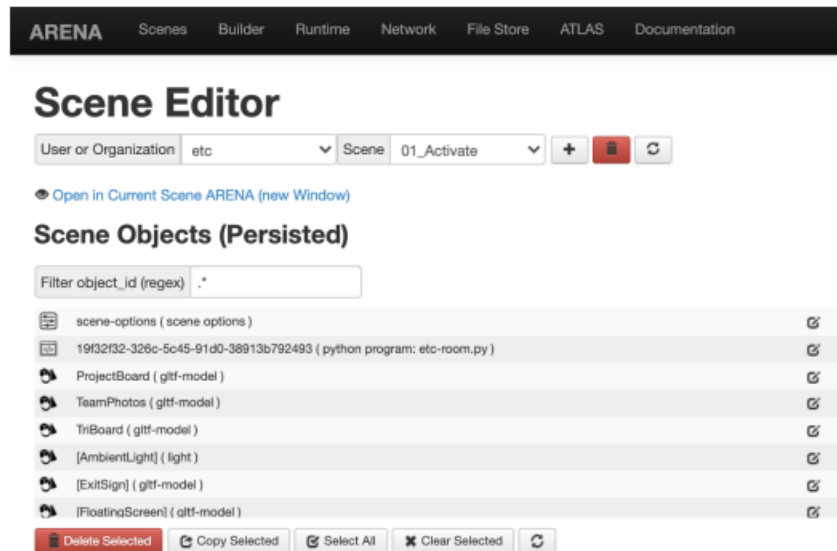 ARENA Scenes Builder Runtime Network File Store ATLAS Documentation
Scene Editor
User or Organization etc Scene 01_Activate
Open in Current Scene ARENA (new Window)
Scene Objects (Persisted)
Filter object_id (regex) .*
scene-options ( scene options )
19f32f32-326c-5c45-91d0-38913b792493 ( python program: etc-room.py )
ProjectBoard ( gltf-model )
TeamPhotos ( gltf-model )
TriBoard ( gltf-model )
[AmbientLight] ( light )
[ExitSign] ( gltf-model )
[FloatingScreen] ( gltf-model )
Delete Selected Copy Selected Select All Clear Selected